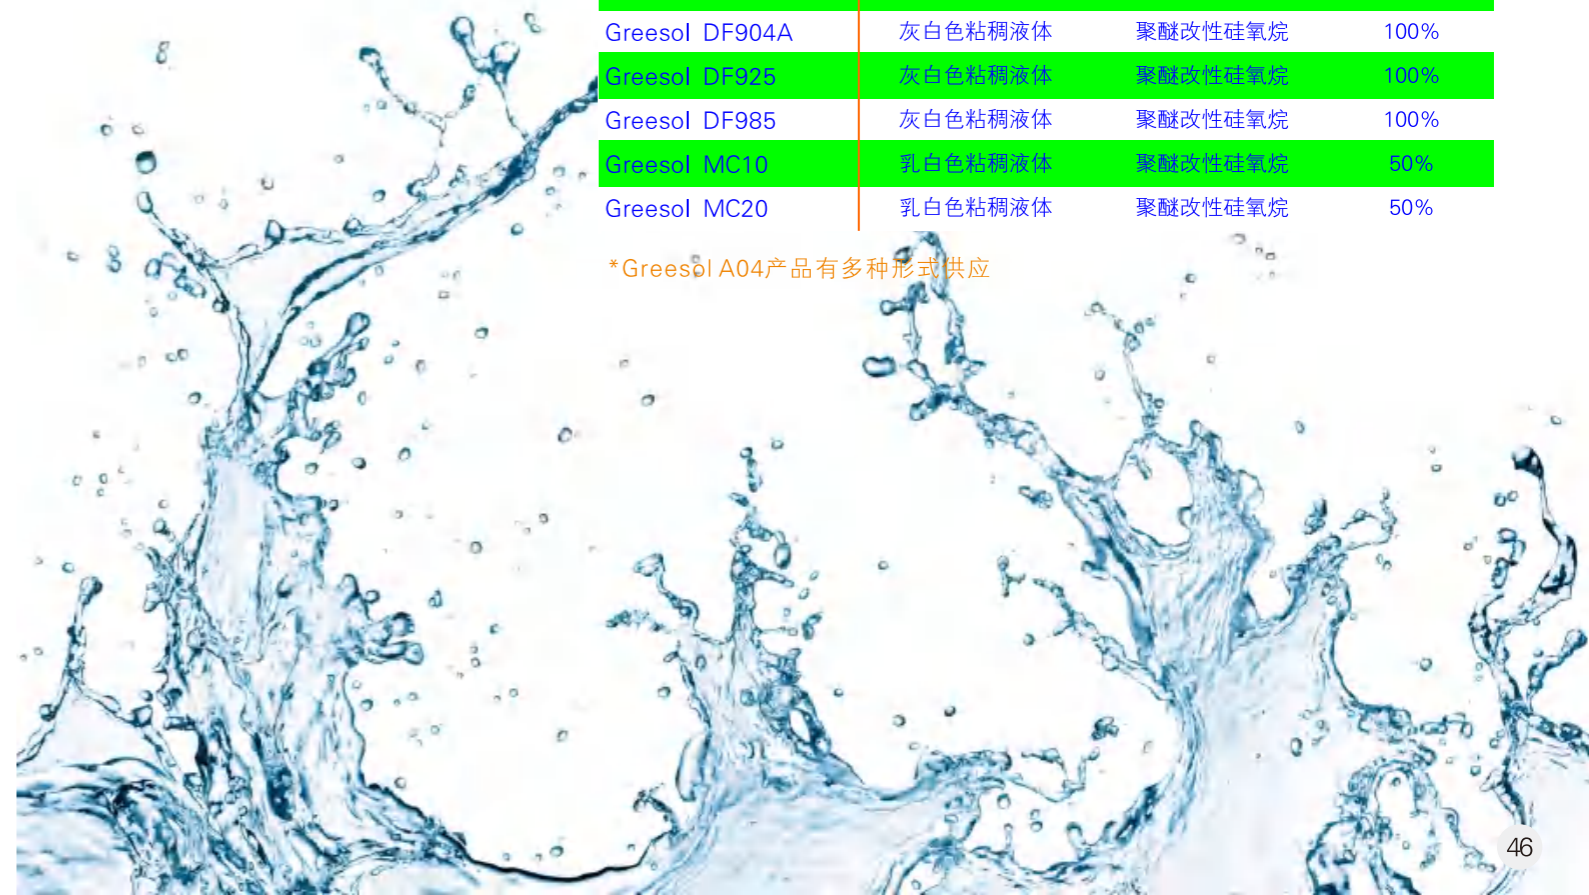 Greesol DF904A 灰白色粘稠液体 聚醚改性硅氧烷 100%
Greesol DF925 灰白色粘稠液体 聚醚改性硅氧烷 100%
Greesol DF985 灰白色粘稠液体 聚醚改性硅氧烷 100%
Greesol MC10 乳白色粘稠液体 聚醚改性硅氧烷 50%
Greesol MC20 乳白色粘稠液体 聚醚改性硅氧烷 50%
*Greesol A04产品有多种形式供应
46